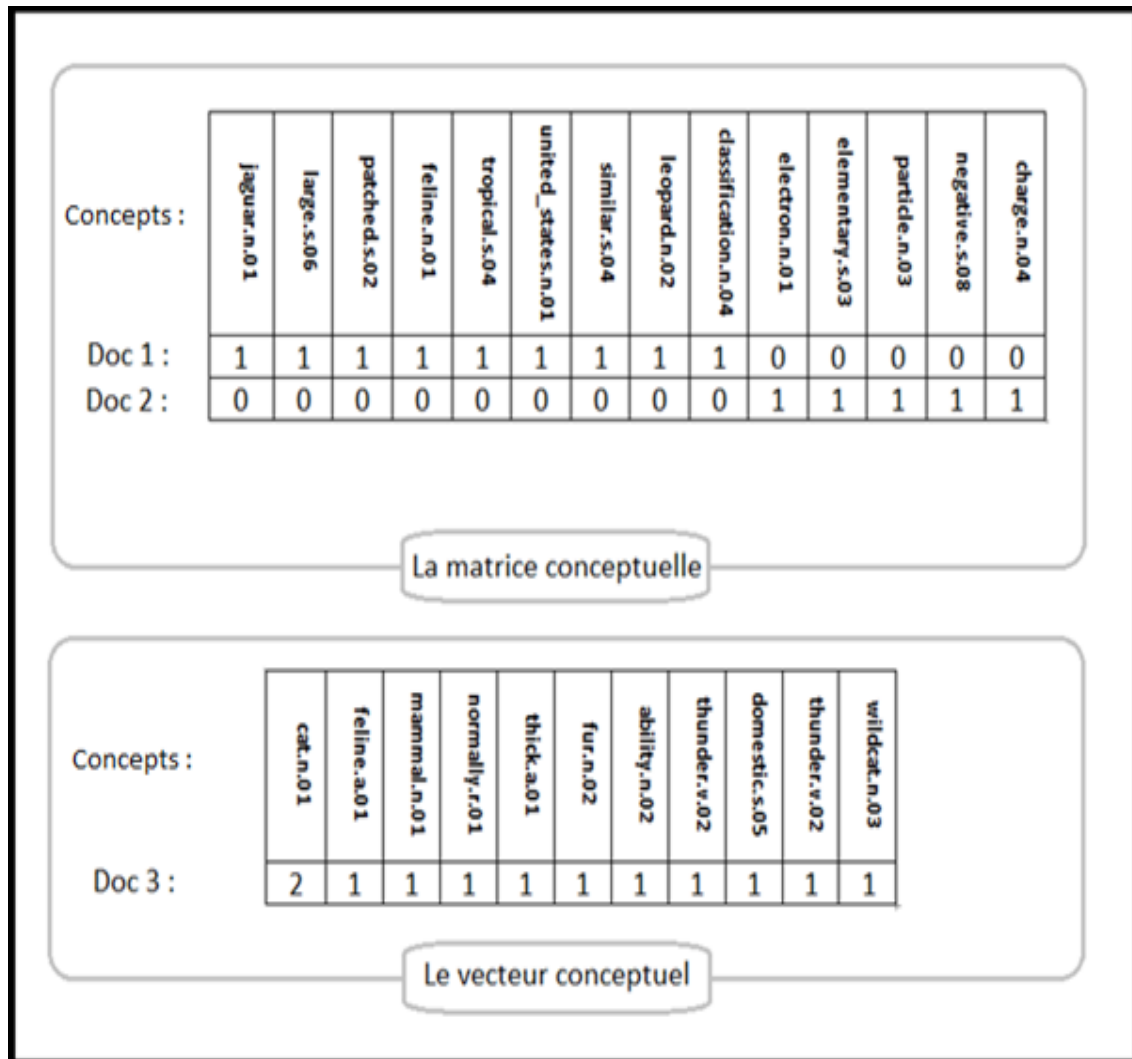 Concepts : jaguar.n.01 large.s.06 patched.s.02 feline.n.01 tropical.s.04 united_states.n.01 similar.s.04 leopard.n.02 classification.n.04 electron.n.01 elementary.s.03 particle.n.03 negative.s.08 charge.n.04
Doc 1 : 1 1 1 1 1 1 1 1 1 0 0 0 0 0
Doc 2 : 0 0 0 0 0 0 0 0 0 1 1 1 1 1
La matrice conceptuelle
Concepts : cat.n.01 feline.a.01 mammal.n.01 normally.r.01 thick.a.01 fur.n.02 ability.n.02 thunder.v.02 domestic.s.05 thunder.v.02 wildcat.n.03
Doc 3 : 2 1 1 1 1 1 1 1 1 1 1
Le vecteur conceptuel